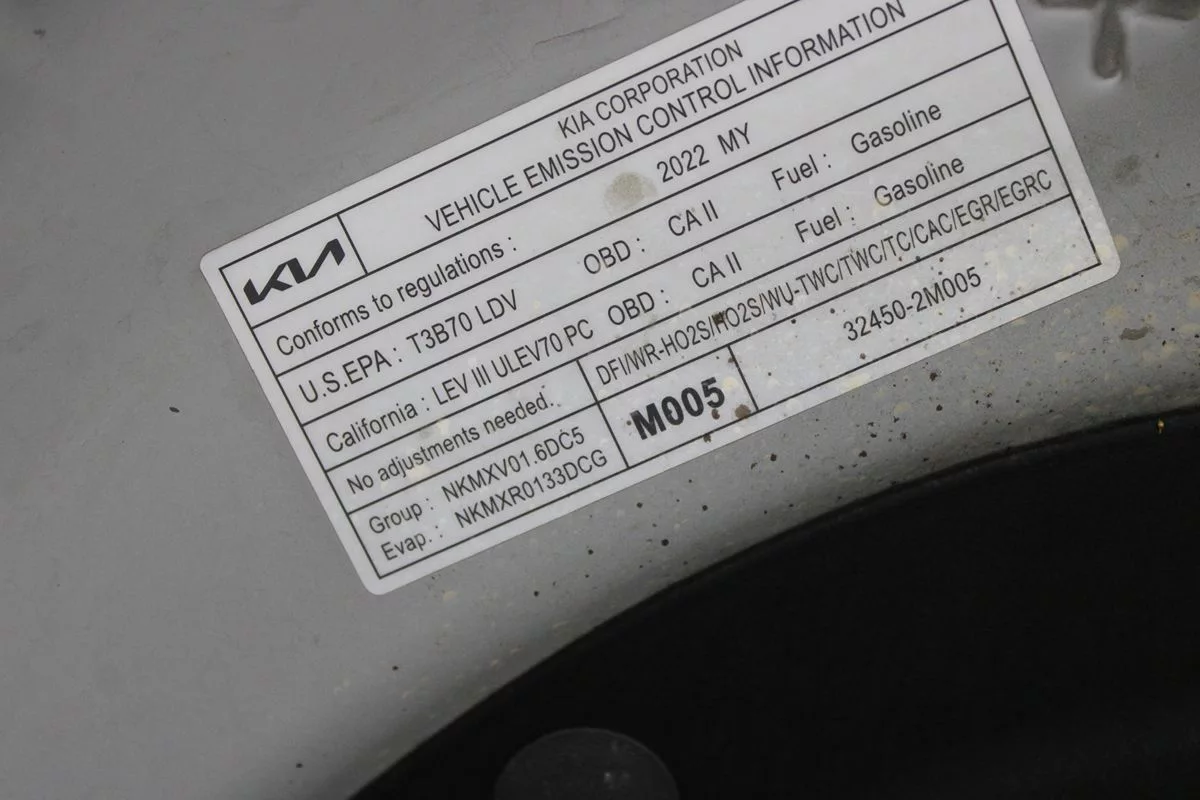 KIA CORPORATION
VEHICLE EMISSION CONTROL INFORMATION
KIA
Conforms to regulations : 2022 MY
U.S.EPA : T3B70 LDV OBD : CA II Fuel : Gasoline
California : LEV III ULEV70 PC OBD : CA II Fuel : Gasoline
No adjustments needed. DFI/WR-HO2S/HO2S/WU-TWC/TWC/TC/CAC/EGR/EGRC
Group : NKMXV01.6DC5
Evap. : NKMXR0133DCG
M005
32450-2M005